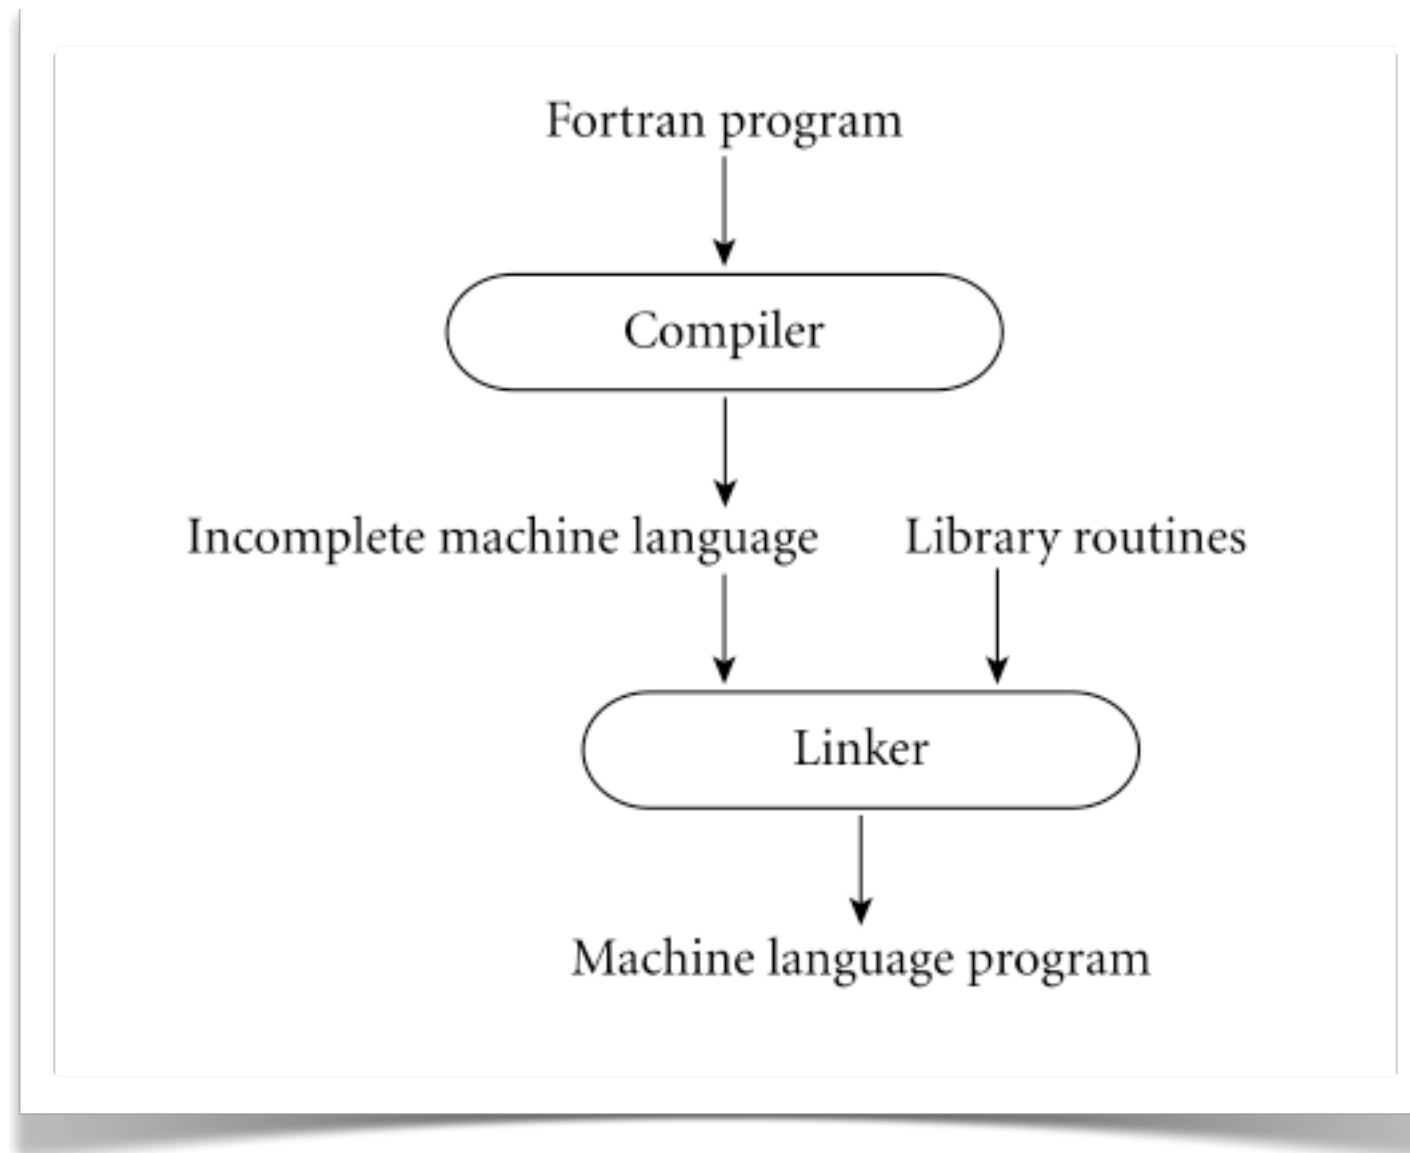 Fortran program
Compiler
Incomplete machine language
Library routines
Linker
Machine language program